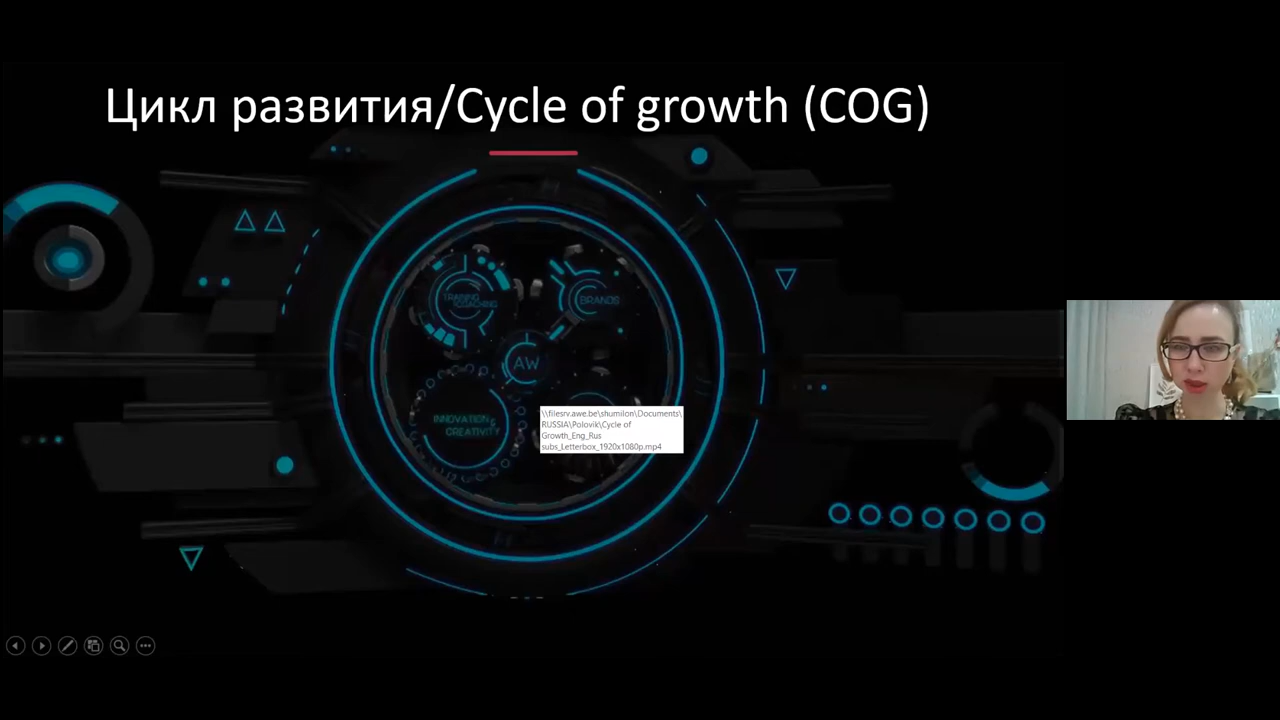 Цикл развития/Cycle of growth (COG)
TRAINING
&COACHING
BRANDS
AW
INNOVATION&
CREATIVITY
\\filesrv.awe.be\shumilon\Documents\
RUSSIA\Polovik\Cycle of
Growth_Eng_Rus
subs_Letterbox_1920x1080p.mp4